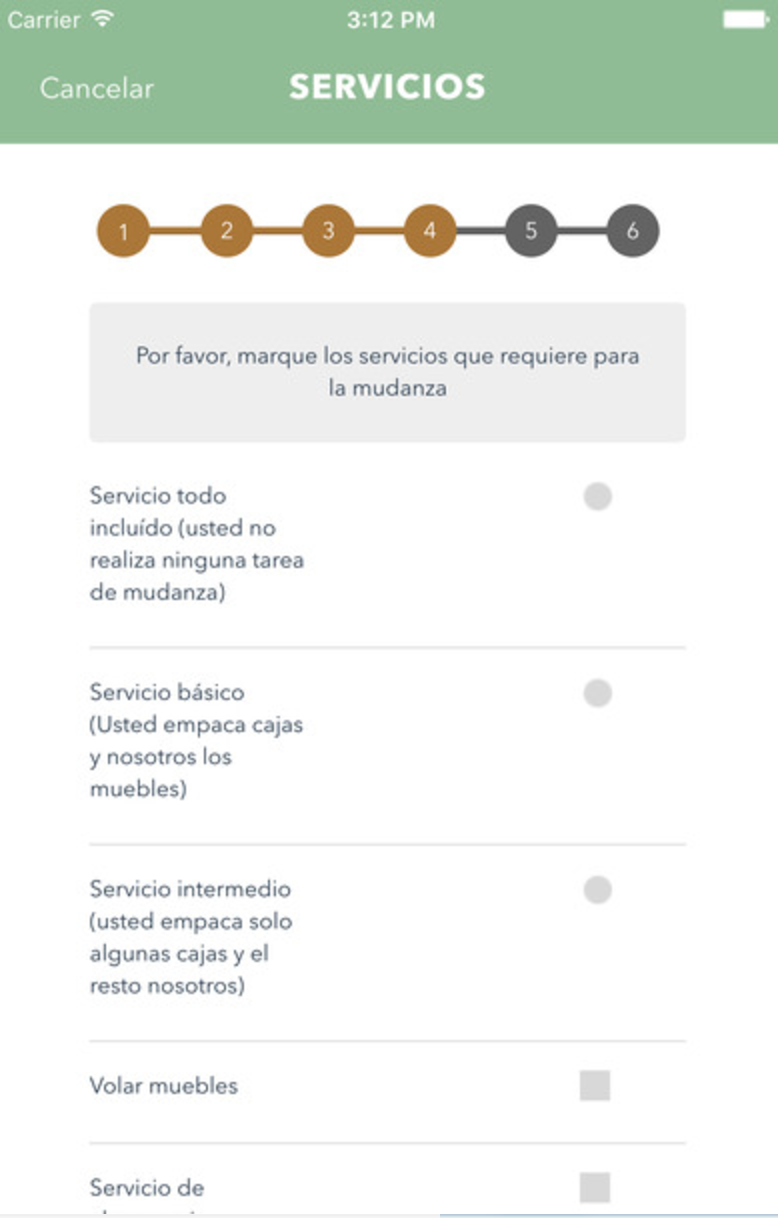 Carrier
3:12 PM
Cancelar
SERVICIOS
1 2 3 4 5 6
Por favor, marque los servicios que requiere para
la mudanza
Servicio todo
incluído (usted no
realiza ninguna tarea
de mudanza)
Servicio básico
(Usted empaca cajas
y nosotros los
muebles)
Servicio intermedio
(usted empaca solo
algunas cajas y el
resto nosotros)
Volar muebles
Servicio de